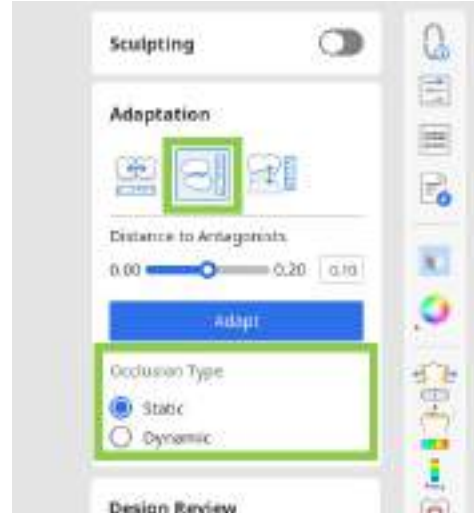 Sculpting
Adaptation
Distance to Antagonists
0.00 0.20 0.10
Adapt
Occlusion Type
Static
Dynamic
Design Review